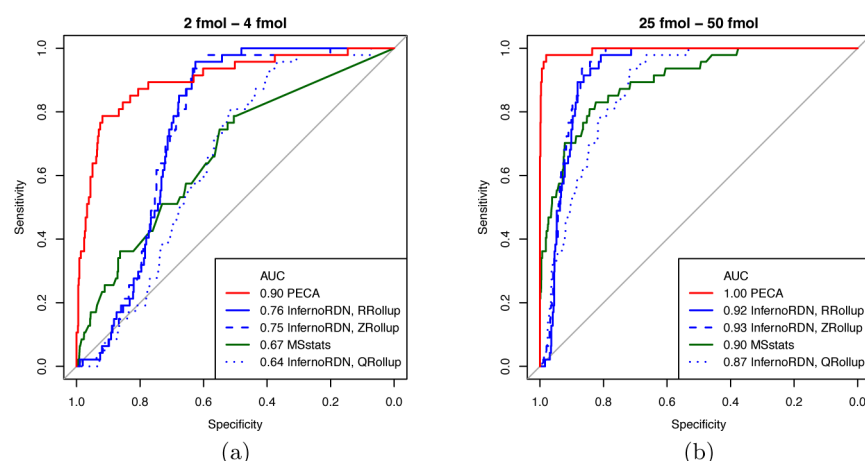 2 fmol – 4 fmol
Sensitivity
1.0
0.8
0.6
0.4
0.2
0.0
AUC
0.90 PECA
0.76 InfernoRDN, RRollup
0.75 InfernoRDN, ZRollup
0.67 MSstats
0.64 InfernoRDN, QRollup
1.0 0.8 0.6 0.4 0.2 0.0
Specificity
(a)
25 fmol – 50 fmol
Sensitivity
1.0
0.8
0.6
0.4
0.2
0.0
AUC
1.00 PECA
0.92 InfernoRDN, RRollup
0.93 InfernoRDN, ZRollup
0.90 MSstats
0.87 InfernoRDN, QRollup
1.0 0.8 0.6 0.4 0.2 0.0
Specificity
(b)